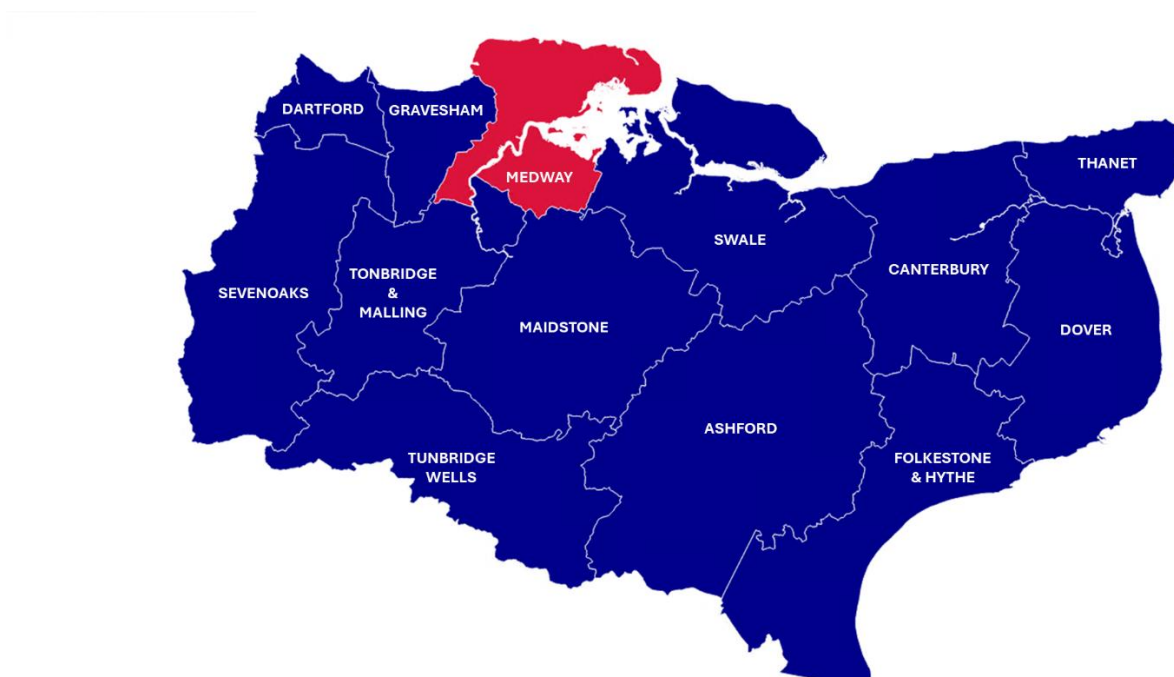 DARTFORD
GRAVESHAM
MEDWAY
THANET
SWALE
CANTERBURY
SEVENOAKS
TONBRIDGE
&
MALLING
MAIDSTONE
DOVER
ASHFORD
TUNBRIDGE
WELLS
FOLKESTONE
& HYTHE